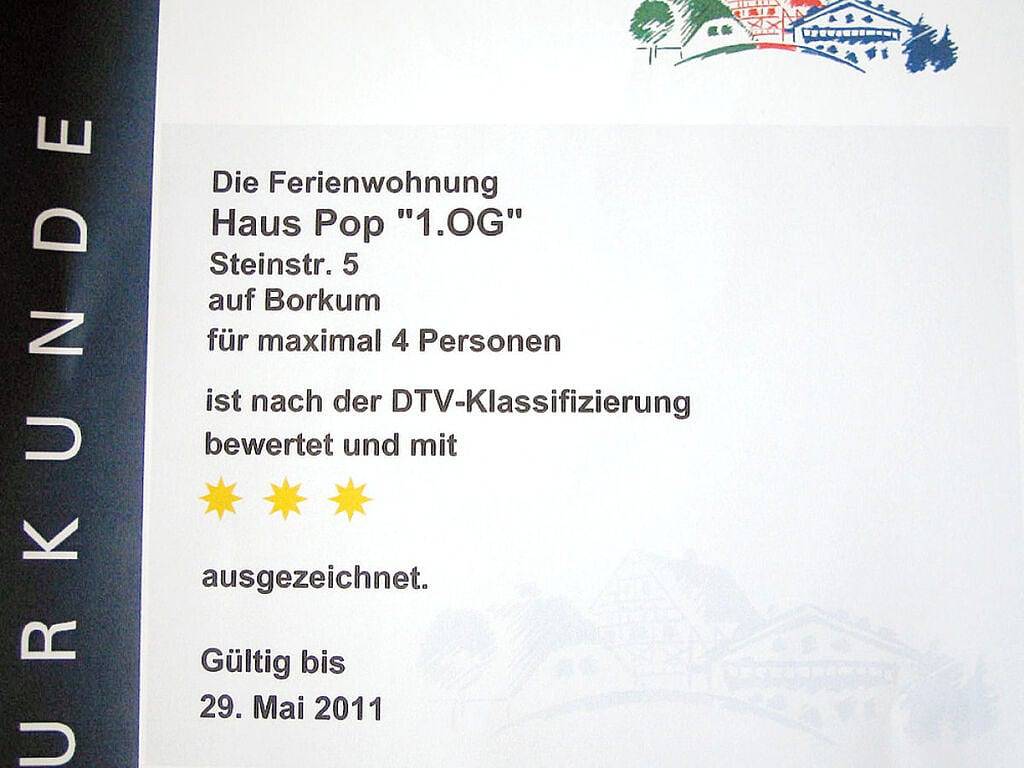 URKUNDE
Die Ferienwohnung
Haus Pop "1.OG"
Steinstr. 5
auf Borkum
für maximal 4 Personen
ist nach der DTV-Klassifizierung
bewertet und mit
ausgezeichnet.
Gültig bis
29. Mai 2011